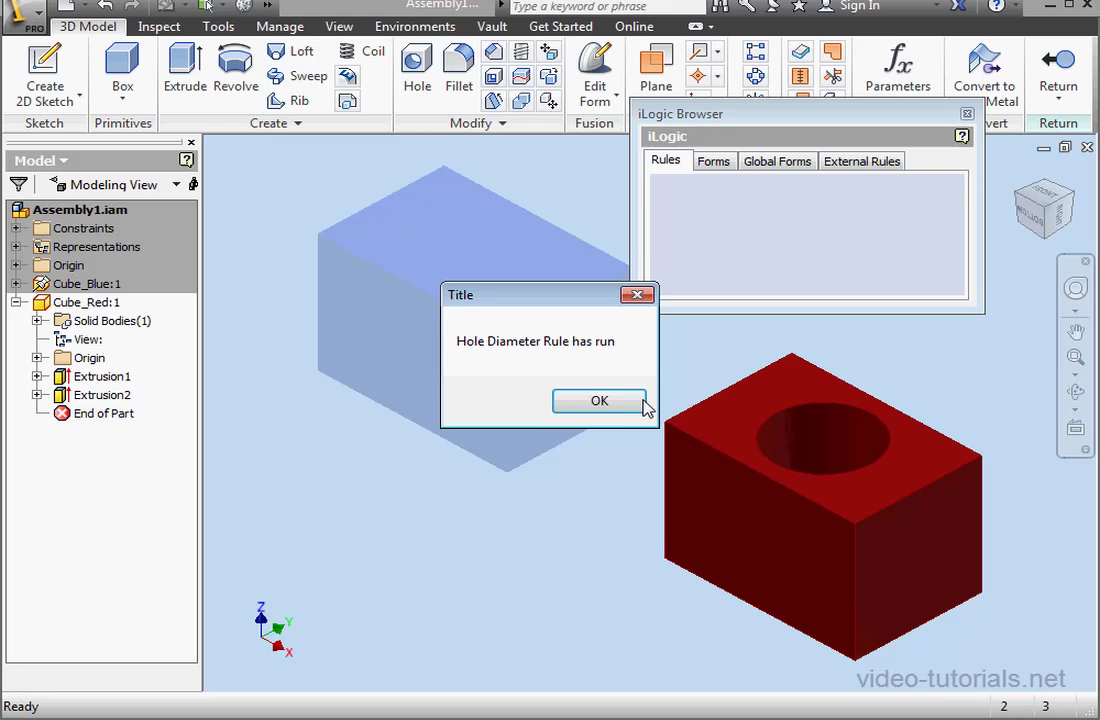 PRO
Assembly1...
Type a keyword or phrase
Sign In
3D Model
Inspect
Tools
Manage
View
Environments
Vault
Get Started
Online
Create
2D Sketch
Box
Extrude
Revolve
Loft
Coil
Sweep
Rib
Hole
Fillet
Edit
Form
Plane
Parameters
Convert to
Metal
Return
Sketch
Primitives
Create
Modify
Fusion
vert
Return
iLogic Browser
iLogic
Rules
Forms
Global Forms
External Rules
Model
Modeling View
Assembly1.iam
Constraints
Representations
Origin
Cube_Blue:1
Cube_Red:1
Solid Bodies(1)
View:
Origin
Extrusion1
Extrusion2
End of Part
Title
Hole Diameter Rule has run
OK
FRONT
RIGHT
BOTTOM
Z
Y
X
video-tutorials.net
Ready
2
3